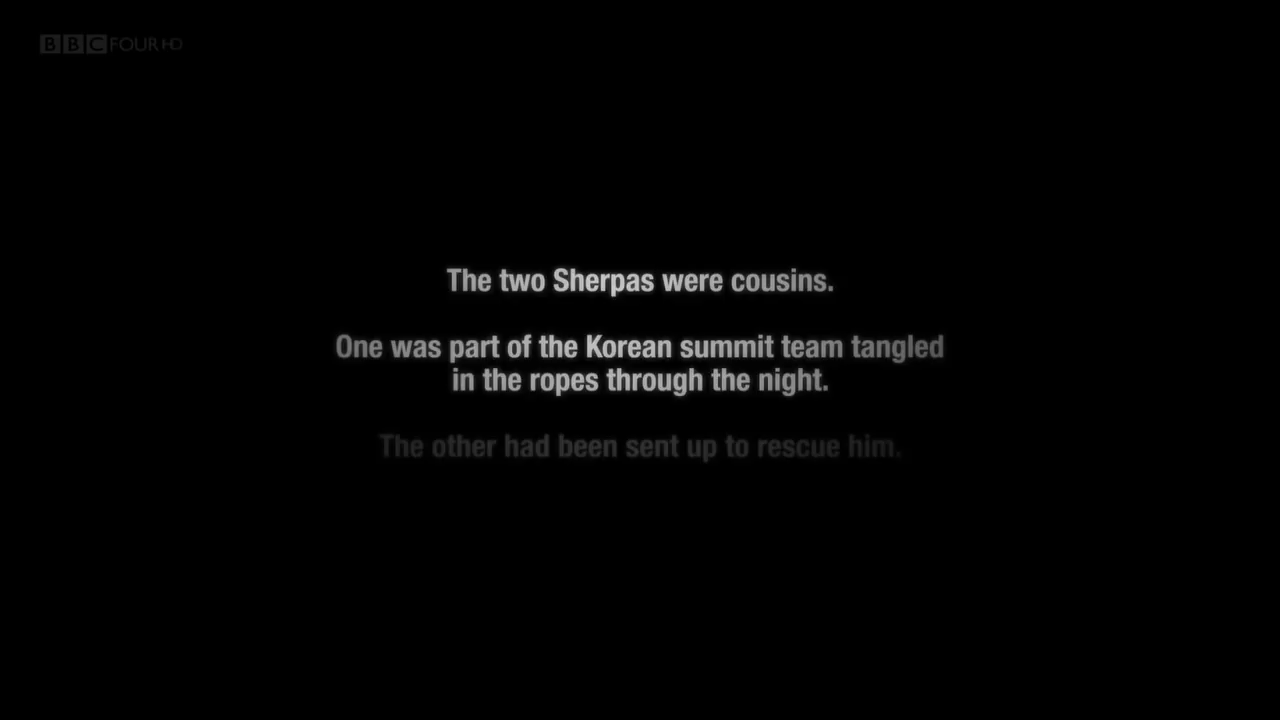 BBC FOUR HD
The two Sherpas were cousins.
One was part of the Korean summit team tangled
in the ropes through the night.
The other had been sent up to rescue him.